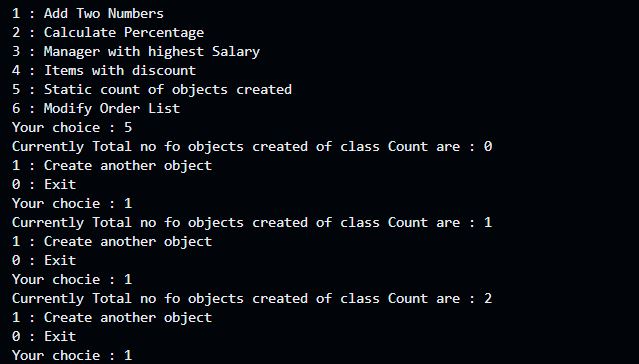 1 : Add Two Numbers
2 : Calculate Percentage
3 : Manager with highest Salary
4 : Items with discount
5 : Static count of objects created
6 : Modify Order List
Your choice : 5
Currently Total no fo objects created of class Count are : 0
1 : Create another object
0 : Exit
Your chocie : 1
Currently Total no fo objects created of class Count are : 1
1 : Create another object
0 : Exit
Your chocie : 1
Currently Total no fo objects created of class Count are : 2
1 : Create another object
0 : Exit
Your chocie : 1